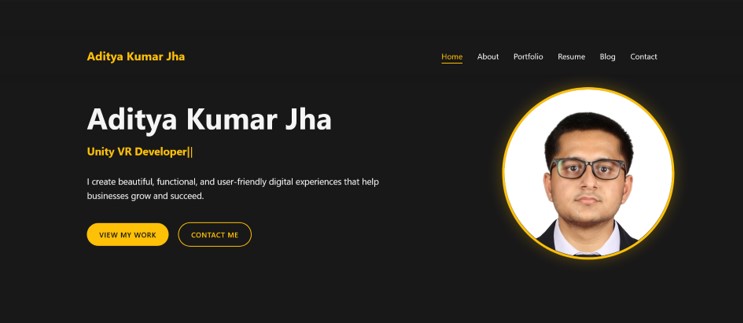 Aditya Kumar Jha
Home About Portfolio Resume Blog Contact
Aditya Kumar Jha
Unity VR Developer||
I create beautiful, functional, and user-friendly digital experiences that help
businesses grow and succeed.
VIEW MY WORK CONTACT ME